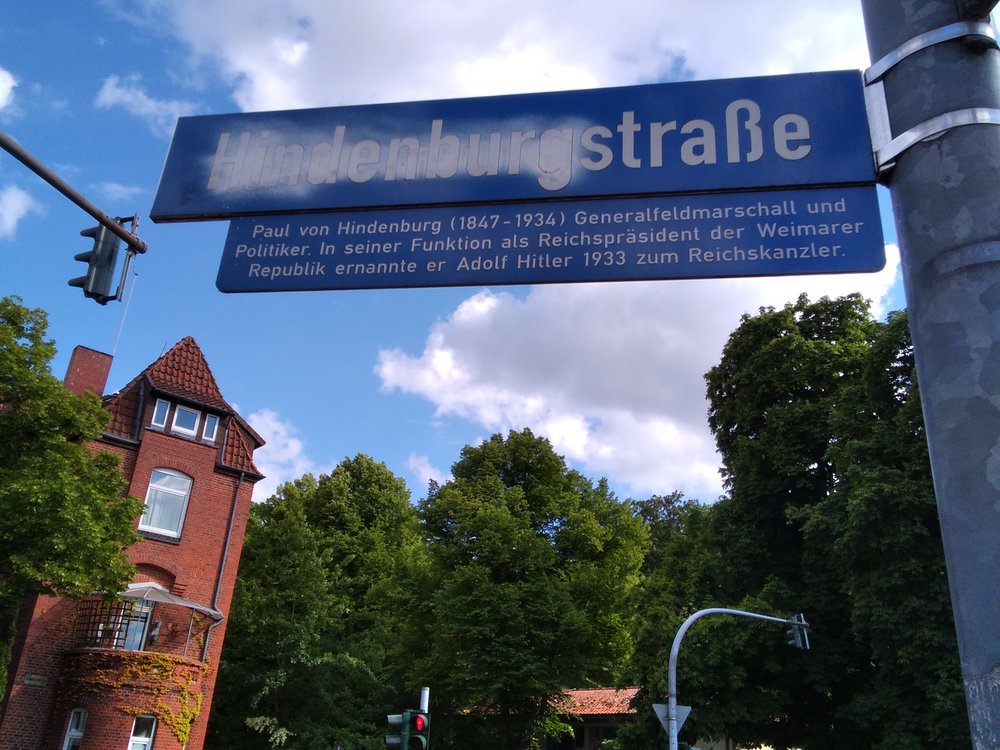 Hindenburgstraße
Paul von Hindenburg (1847-1934) Generalfeldmarschall und
Politiker. In seiner Funktion als Reichspräsident der Weimarer
Republik ernannte er Adolf Hitler 1933 zum Reichskanzler.